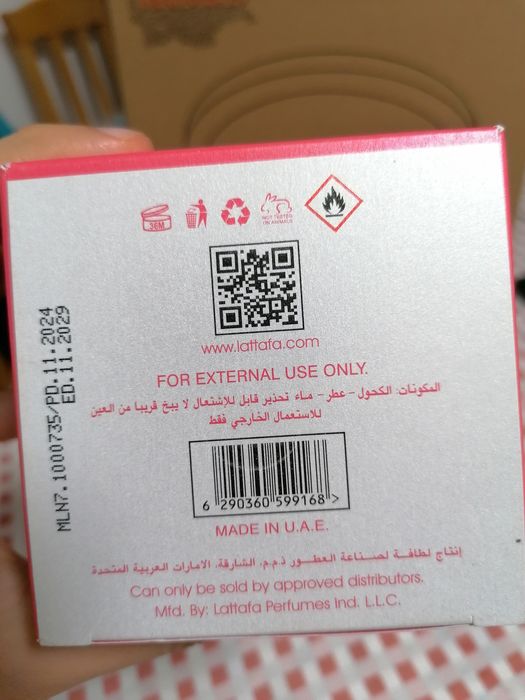 36M
NOT TESTED
ON ANIMALS
www.lattafa.com
FOR EXTERNAL USE ONLY.
المكونات: الكحول - عطر - ماء تحذير قابل للإشتعال لا يبخ قريبا من العين
للاستعمال الخارجي فقط
6 290360 599168 >
MADE IN U.A.E.
إنتاج لطافة لصناعة العطور ذ.م.م. الشارقة، الامارات العربية المتحدة
Can only be sold by approved distributors.
Mfd. By: Lattafa Perfumes Ind. L.L.C.
MLN7.1000735/PD.11.2024
ED.11.2029